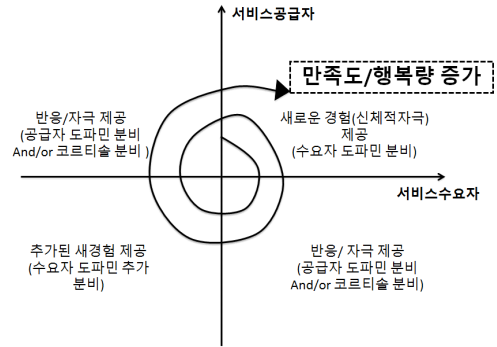 서비스공급자
만족도/행복량 증가
반응/자극 제공
(공급자 도파민 분비
And/or 코르티솔 분비 )
새로운 경험(신체적자극)
제공
(수요자 도파민 분비)
서비스수요자
추가된 새경험 제공
(수요자 도파민 추가
분비)
반응/ 자극 제공
(공급자 도파민 분비
And/or 코르티솔 분비)